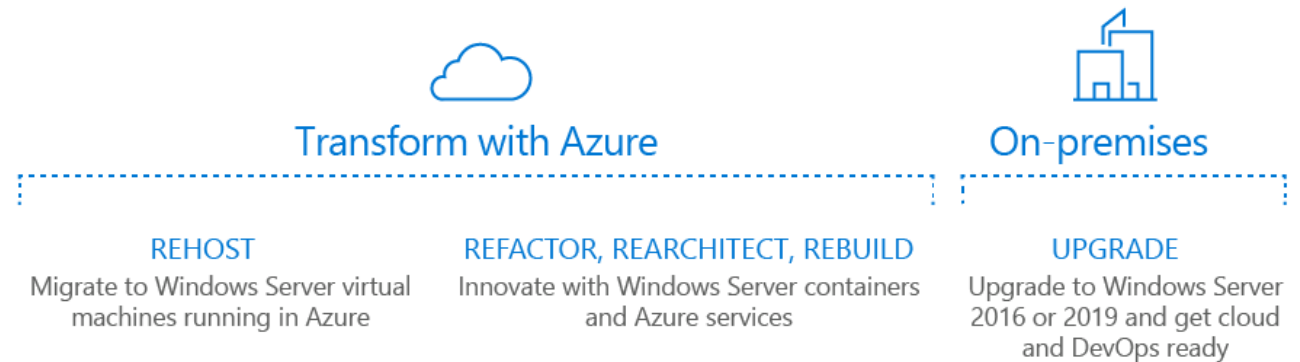 Transform with Azure
On-premises
REHOST
Migrate to Windows Server virtual
machines running in Azure
REFACTOR, REARCHITECT, REBUILD
Innovate with Windows Server containers
and Azure services
UPGRADE
Upgrade to Windows Server
2016 or 2019 and get cloud
and DevOps ready